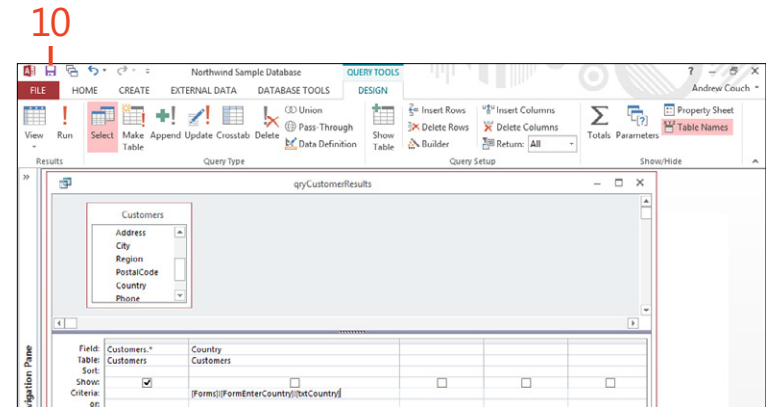 10
Northwind Sample Database QUERY TOOLS ?
FILE HOME CREATE EXTERNAL DATA DATABASE TOOLS DESIGN Andrew Couch
View Run Select Make Table Append Update Crosstab Delete Union Pass-Through Data Definition Show Table Insert Rows Delete Rows Builder Insert Columns Delete Columns Return: All Totals Parameters Property Sheet Table Names
Results Query Type Query Setup Show/Hide
qryCustomerResults
Customers
Address
City
Region
PostalCode
Country
Phone
Field: Customers.* Country
Table: Customers Customers
Sort:
Show:
Criteria: [Forms]![FormEnterCountry]![txtCountry]
or:
vigation Pane